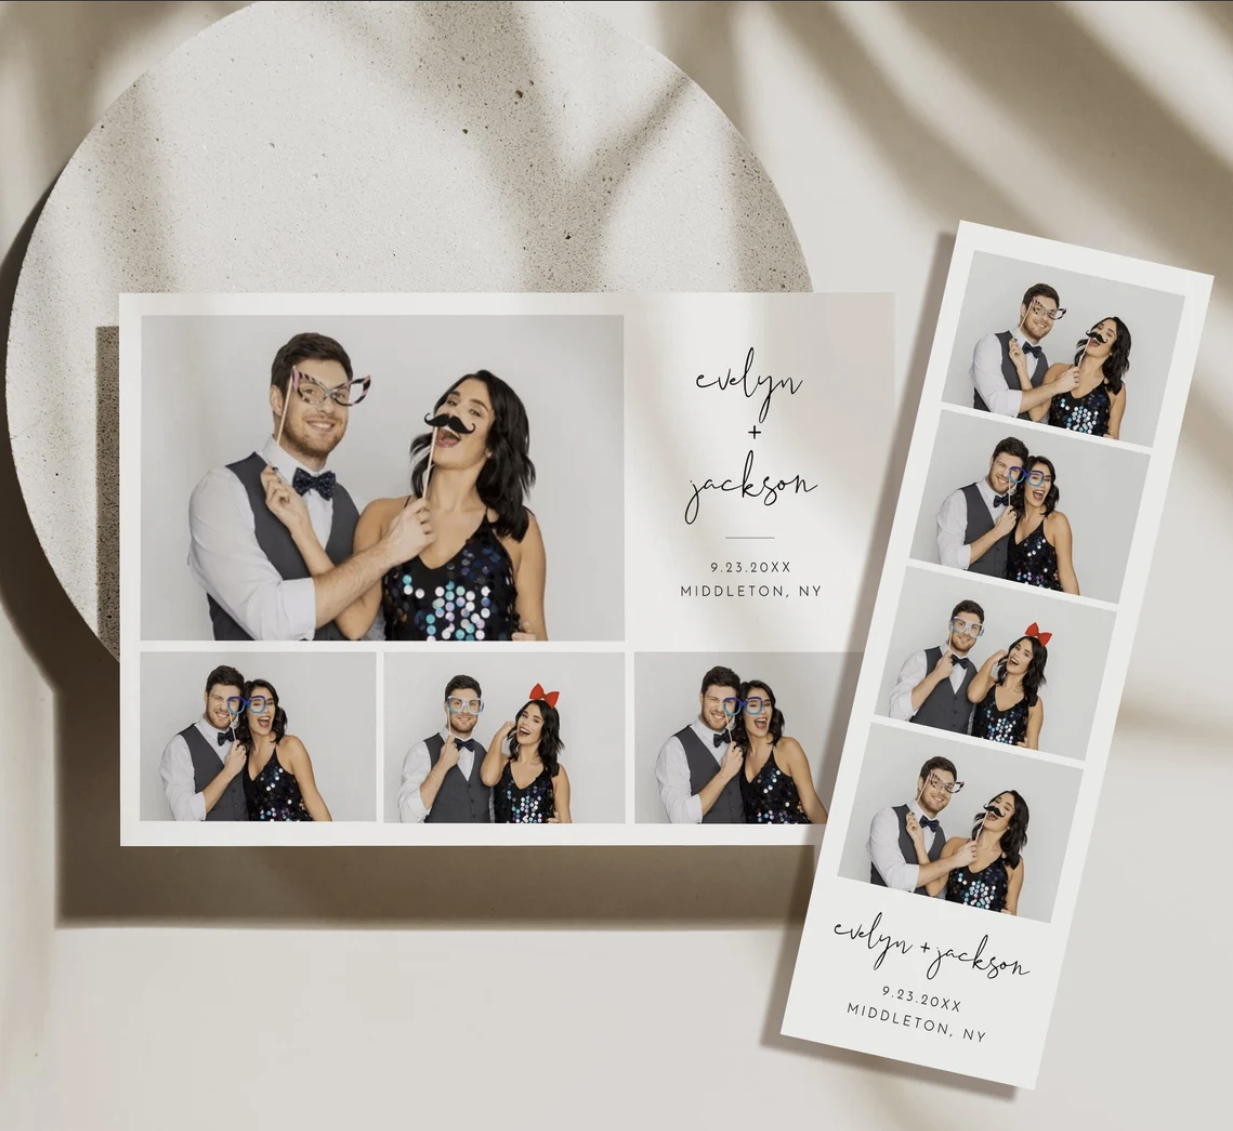 evelyn
+
jackson
9.23.20XX
MIDDLETON, NY
evelyn + jackson
9.23.20XX
MIDDLETON, NY